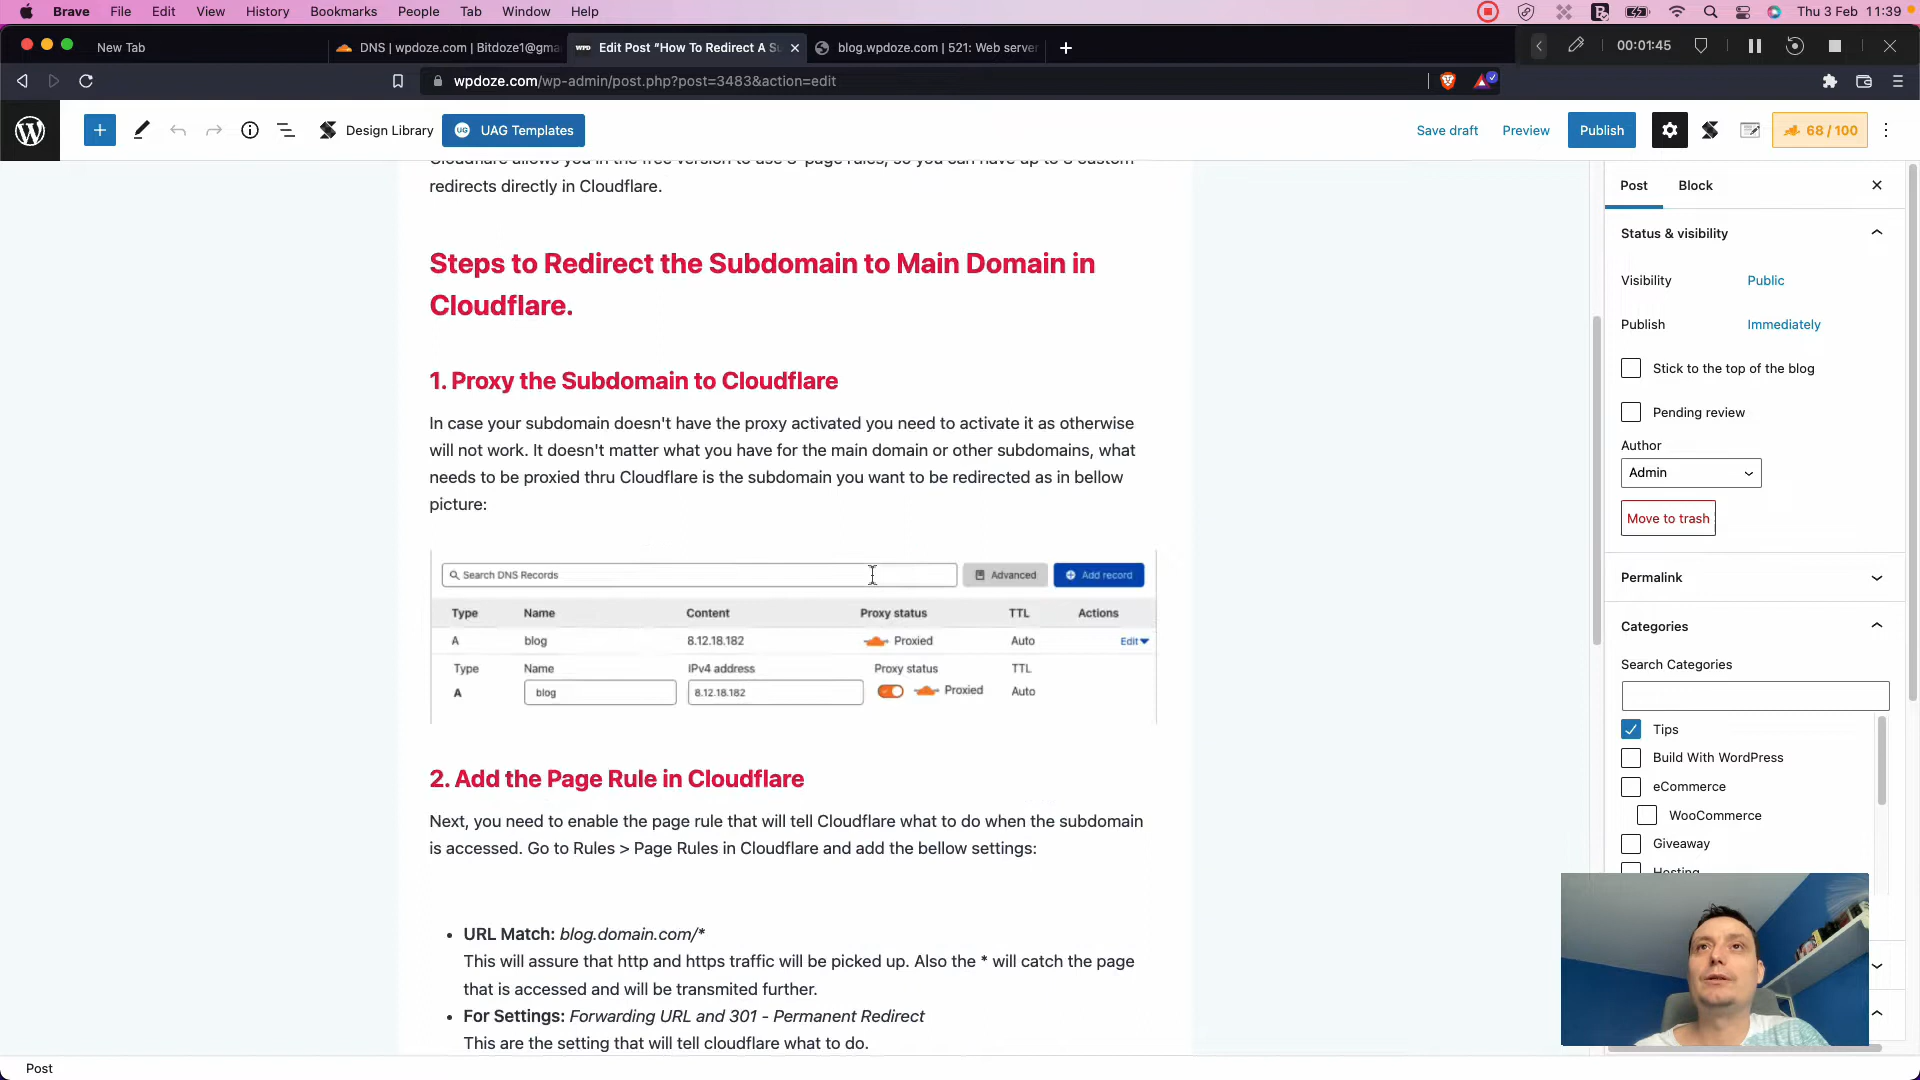 Brave File Edit View History Bookmarks People Tab Window Help Thu 3 Feb 11:39
New Tab DNS | wpdoze.com | Bitdoze1@gma Edit Post "How To Redirect A S blog.wpdoze.com | 521: Web server 00:01:45
wpdoze.com/wp-admin/post.php?post=3483&action=edit
Design Library UG UAG Templates Save draft Preview Publish 68 / 100
redirects directly in Cloudflare.
Steps to Redirect the Subdomain to Main Domain in
Cloudflare.
1. Proxy the Subdomain to Cloudflare
In case your subdomain doesn't have the proxy activated you need to activate it as otherwise
will not work. It doesn't matter what you have for the main domain or other subdomains, what
needs to be proxied thru Cloudflare is the subdomain you want to be redirected as in bellow
picture:
Search DNS Records Advanced Add record
Type Name Content Proxy status TTL Actions
A blog 8.12.18.182 Proxied Auto Edit
Type Name IPv4 address Proxy status TTL
A blog 8.12.18.182 Proxied Auto
2. Add the Page Rule in Cloudflare
Next, you need to enable the page rule that will tell Cloudflare what to do when the subdomain
is accessed. Go to Rules > Page Rules in Cloudflare and add the bellow settings:
• URL Match: blog.domain.com/*
This will assure that http and https traffic will be picked up. Also the * will catch the page
that is accessed and will be transmited further.
• For Settings: Forwarding URL and 301 - Permanent Redirect
This are the setting that will tell cloudflare what to do.
Post Block
Status & visibility
Visibility Public
Publish Immediately
Stick to the top of the blog
Pending review
Author
Admin
Move to trash
Permalink
Categories
Search Categories
Tips
Build With WordPress
eCommerce
WooCommerce
Giveaway
Hosting
Post